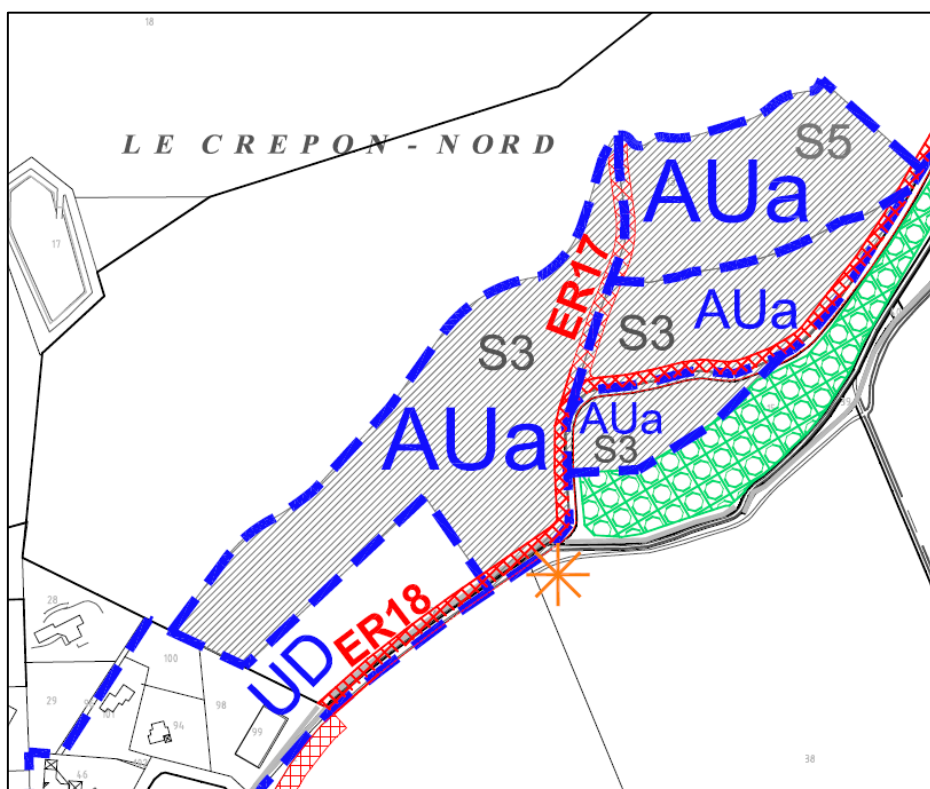 18
LE CREPON - NORD
S5
AUa
17
ER17
AUa
S3
S3
AUa
AUa
S3
ER18
UD
28
100
29
101
98
94
99
46
38